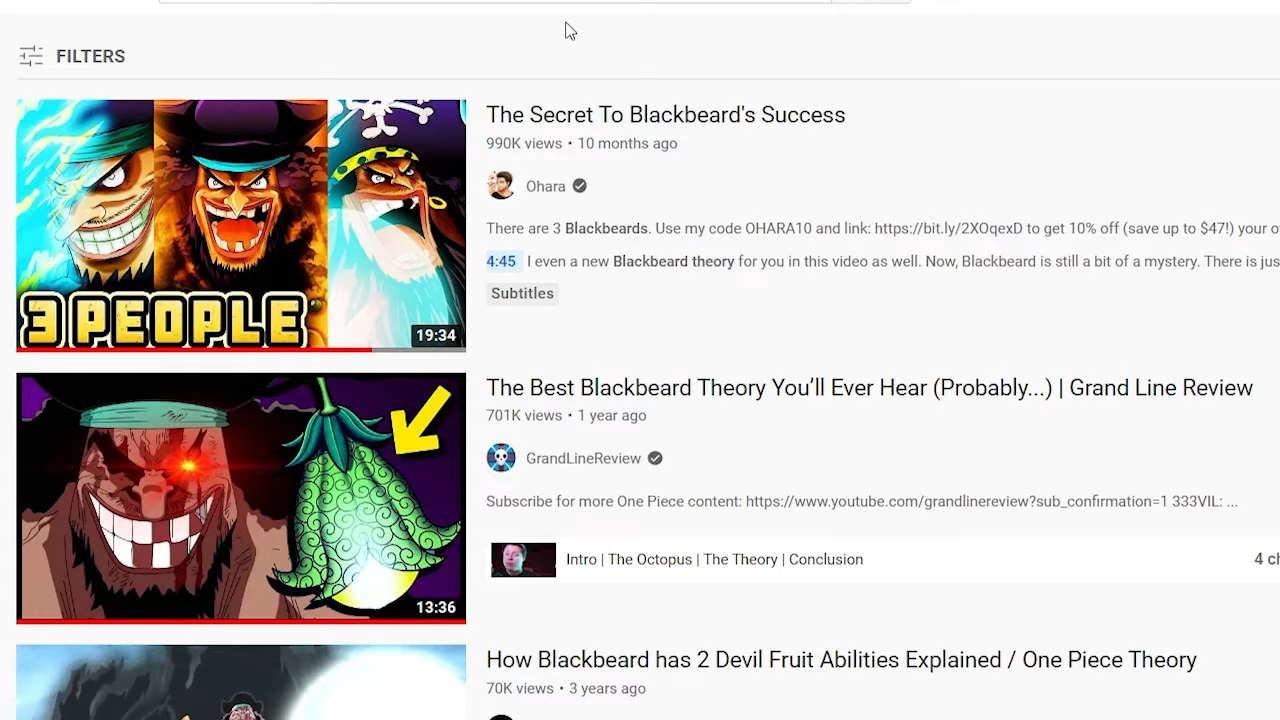 FILTERS
3 PEOPLE
19:34
The Secret To Blackbeard's Success
990K views • 10 months ago
Ohara
There are 3 Blackbeards. Use my code OHARA10 and link: https://bit.ly/2XOqexD to get 10% off (save up to $47!) your o
4:45 I even a new Blackbeard theory for you in this video as well. Now, Blackbeard is still a bit of a mystery. There is jus
Subtitles
13:36
The Best Blackbeard Theory You’ll Ever Hear (Probably...) | Grand Line Review
701K views • 1 year ago
GrandLineReview
Subscribe for more One Piece content: https://www.youtube.com/grandlinereview?sub_confirmation=1 333VIL: ...
Intro | The Octopus | The Theory | Conclusion
4 ch
How Blackbeard has 2 Devil Fruit Abilities Explained / One Piece Theory
70K views • 3 years ago